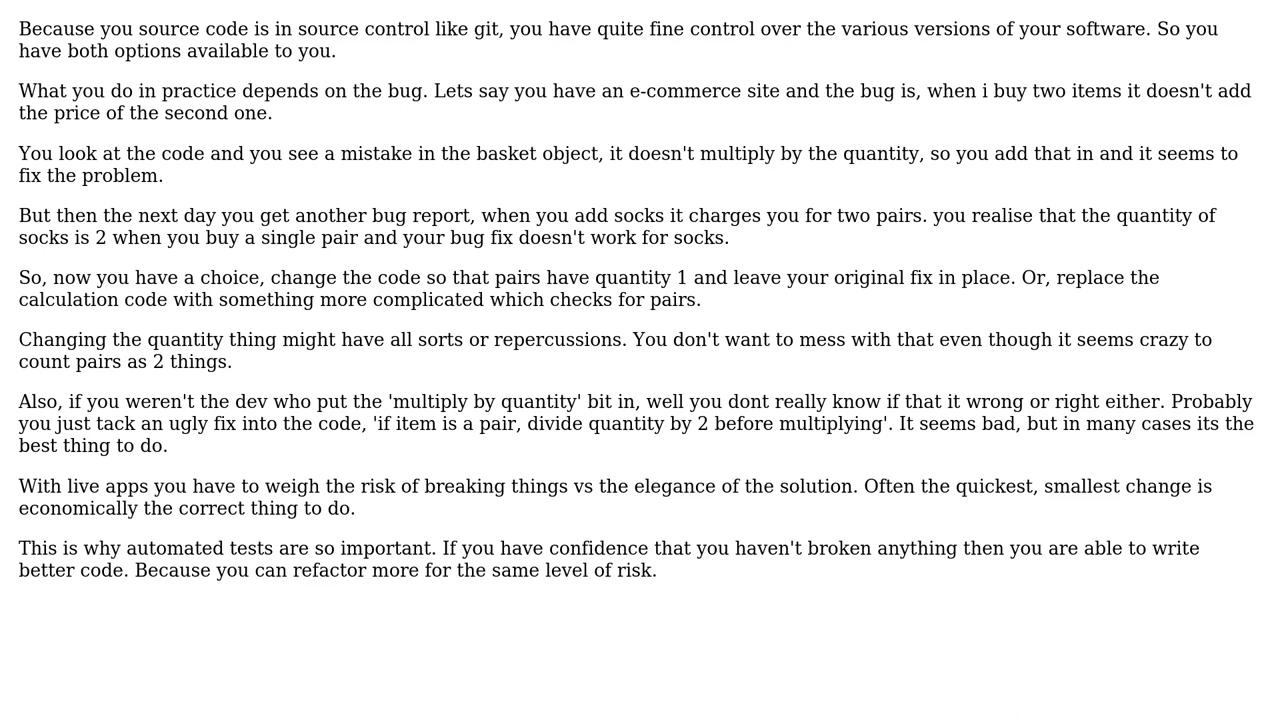 Because you source code is in source control like git, you have quite fine control over the various versions of your software. So you
have both options available to you.
What you do in practice depends on the bug. Lets say you have an e-commerce site and the bug is, when i buy two items it doesn't add
the price of the second one.
You look at the code and you see a mistake in the basket object, it doesn't multiply by the quantity, so you add that in and it seems to
fix the problem.
But then the next day you get another bug report, when you add socks it charges you for two pairs. you realise that the quantity of
socks is 2 when you buy a single pair and your bug fix doesn't work for socks.
So, now you have a choice, change the code so that pairs have quantity 1 and leave your original fix in place. Or, replace the
calculation code with something more complicated which checks for pairs.
Changing the quantity thing might have all sorts or repercussions. You don't want to mess with that even though it seems crazy to
count pairs as 2 things.
Also, if you weren't the dev who put the 'multiply by quantity' bit in, well you dont really know if that it wrong or right either. Probably
you just tack an ugly fix into the code, 'if item is a pair, divide quantity by 2 before multiplying'. It seems bad, but in many cases its the
best thing to do.
With live apps you have to weigh the risk of breaking things vs the elegance of the solution. Often the quickest, smallest change is
economically the correct thing to do.
This is why automated tests are so important. If you have confidence that you haven't broken anything then you are able to write
better code. Because you can refactor more for the same level of risk.